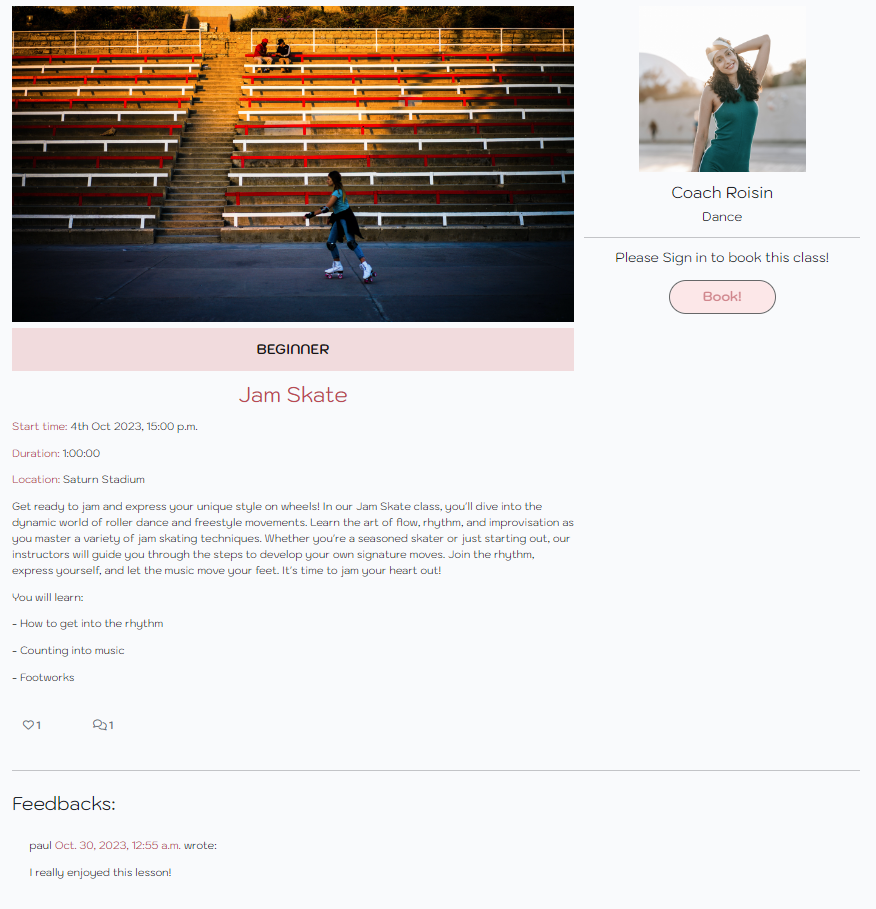 Coach Roisin
Dance
Please Sign in to book this class!
Book!
BEGINNER
Jam Skate
Start time: 4th Oct 2023, 15:00 p.m.
Duration: 1:00:00
Location: Saturn Stadium
Get ready to jam and express your unique style on wheels! In our Jam Skate class, you'll dive into the
dynamic world of roller dance and freestyle movements. Learn the art of flow, rhythm, and improvisation as
you master a variety of jam skating techniques. Whether you're a seasoned skater or just starting out, our
instructors will guide you through the steps to develop your own signature moves. Join the rhythm,
express yourself, and let the music move your feet. It's time to jam your heart out!
You will learn:
- How to get into the rhythm
- Counting into music
- Footworks
1 1
Feedbacks:
paul Oct. 30, 2023, 12:55 a.m. wrote:
I really enjoyed this lesson!